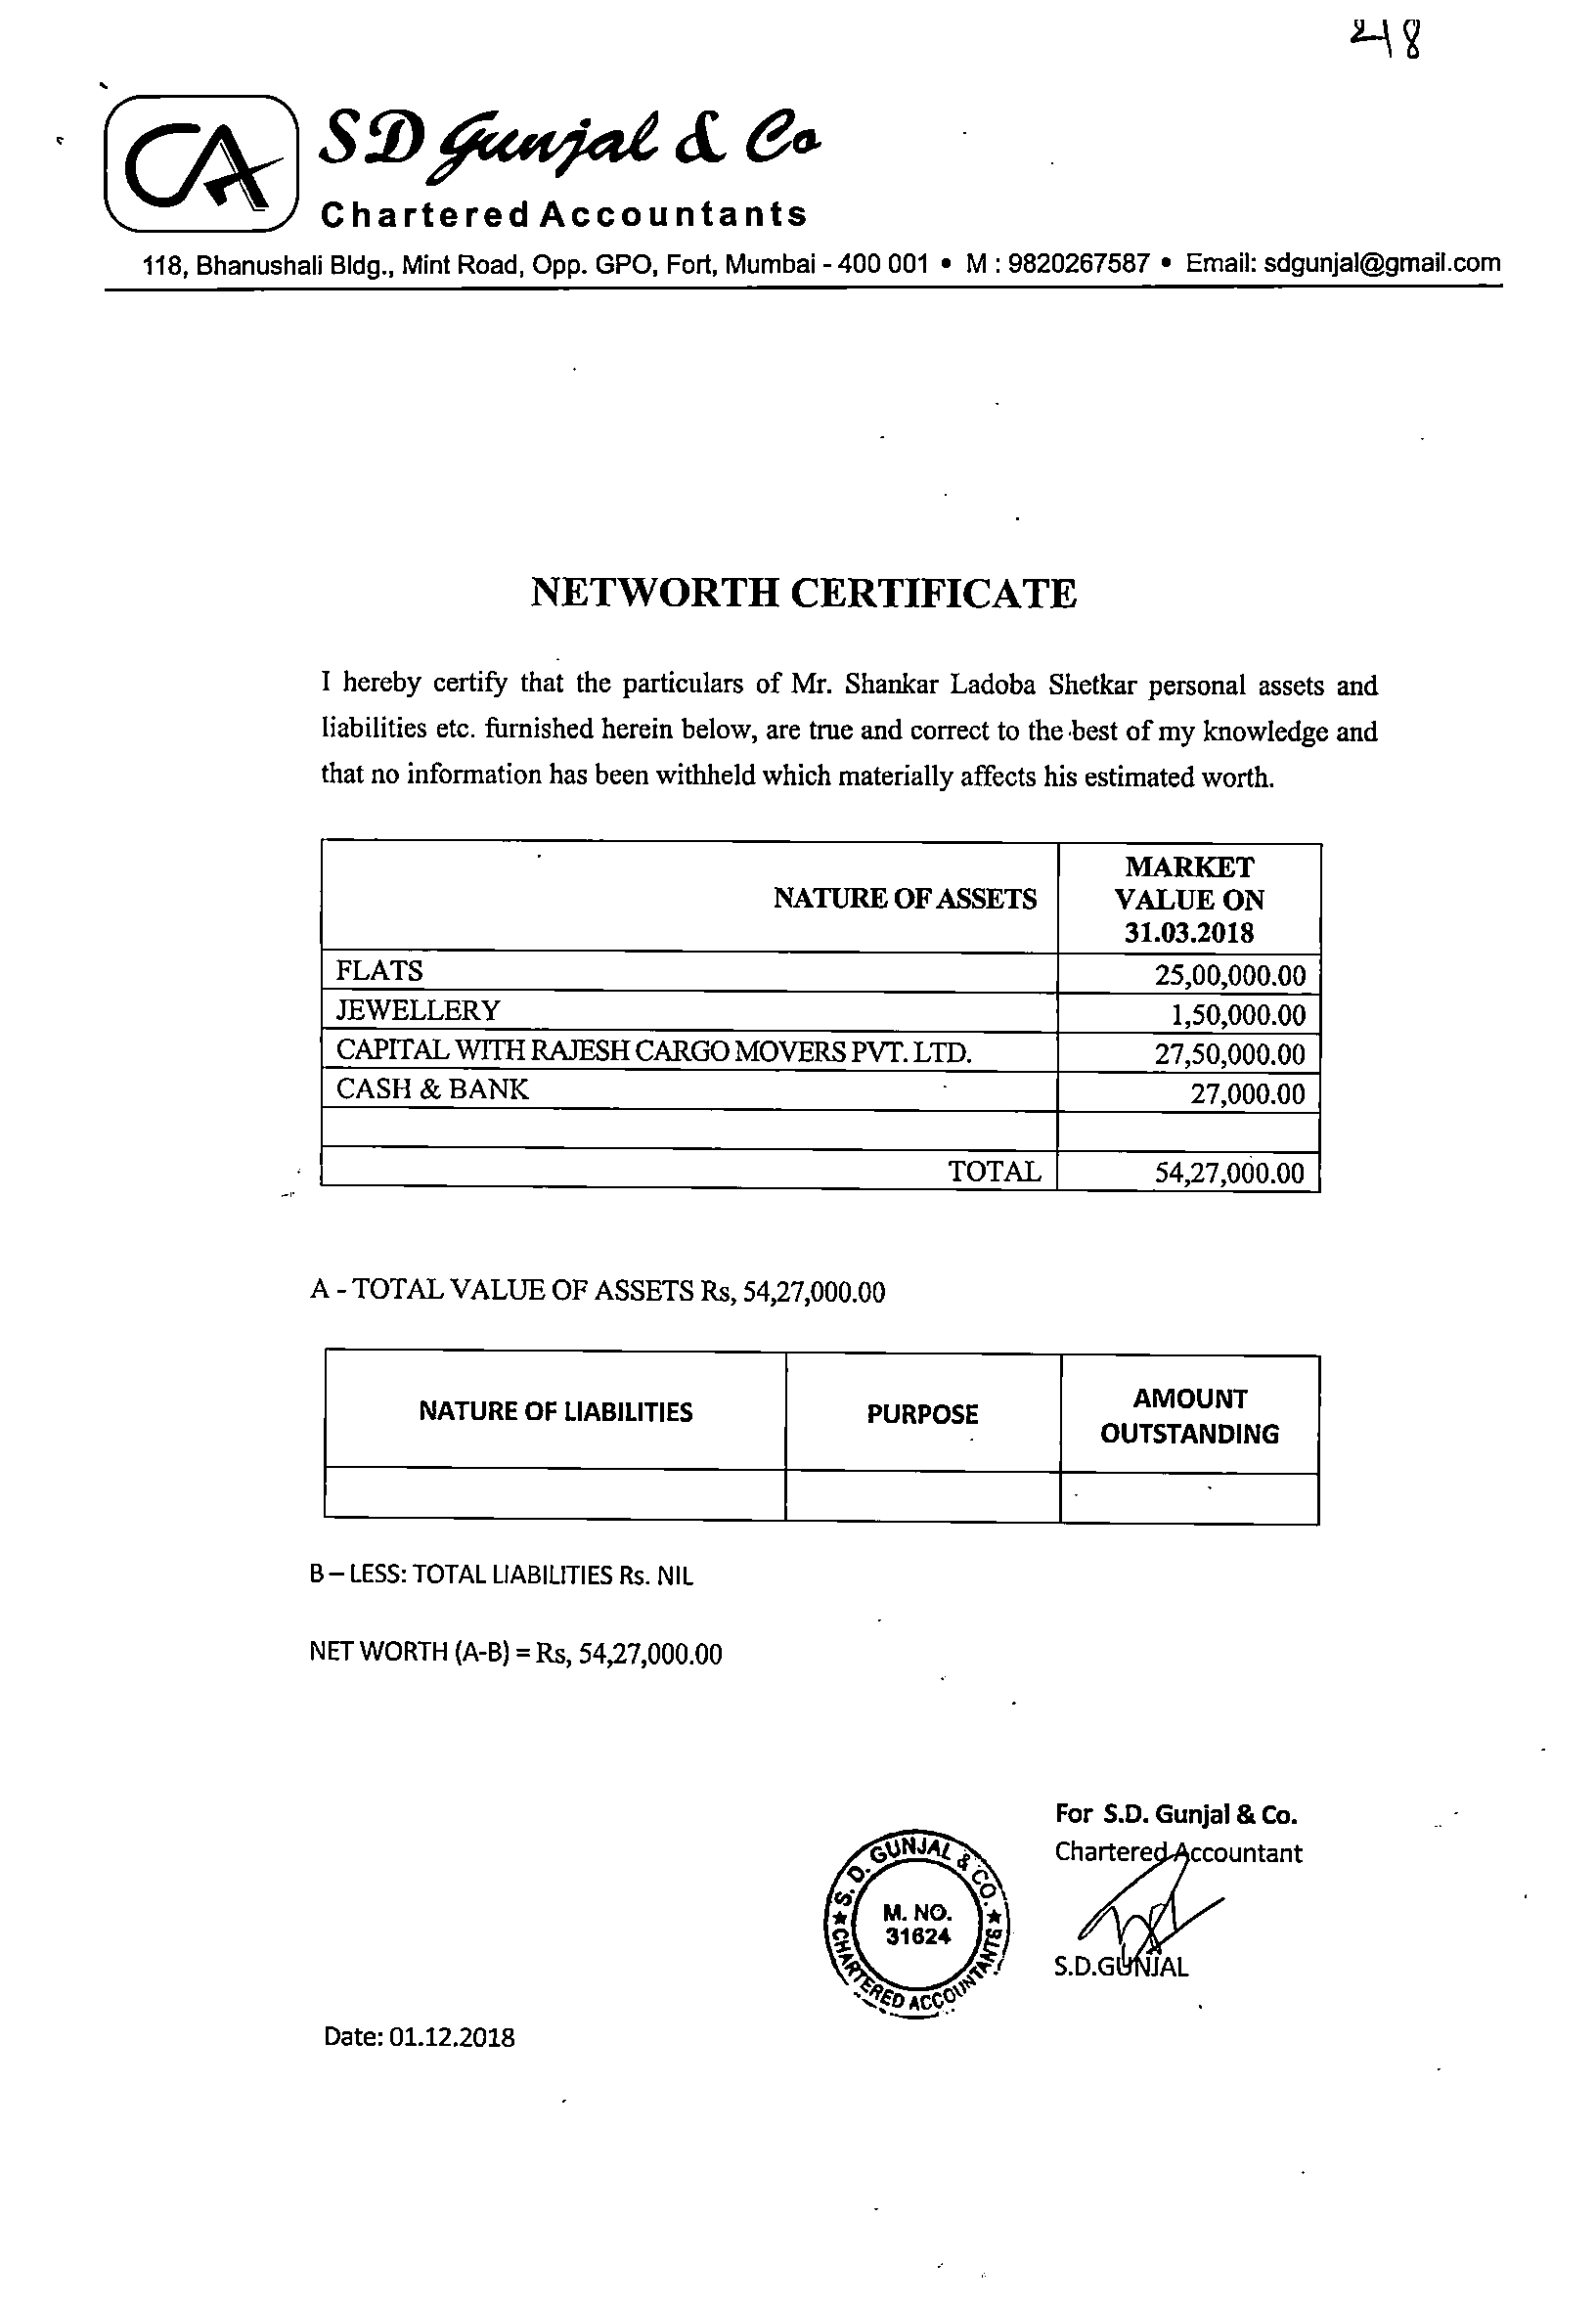 218
CA
SD Gunjal & Co
Chartered Accountants
118, Bhanushali Bldg., Mint Road, Opp. GPO, Fort, Mumbai - 400 001 • M : 9820267587 • Email: sdgunjal@gmail.com
NETWORTH CERTIFICATE
I hereby certify that the particulars of Mr. Shankar Ladoba Shetkar personal assets and
liabilities etc. furnished herein below, are true and correct to the best of my knowledge and
that no information has been withheld which materially affects his estimated worth.
NATURE OF ASSETS MARKET VALUE ON 31.03.2018
FLATS 25,00,000.00
JEWELLERY 1,50,000.00
CAPITAL WITH RAJESH CARGO MOVERS PVT. LTD. 27,50,000.00
CASH & BANK 27,000.00
TOTAL 54,27,000.00
A - TOTAL VALUE OF ASSETS Rs, 54,27,000.00
NATURE OF LIABILITIES PURPOSE AMOUNT OUTSTANDING
B – LESS: TOTAL LIABILITIES Rs. NIL
NET WORTH (A-B) = Rs, 54,27,000.00
For S.D. Gunjal & Co.
Chartered Accountant
S. D. GUNJAL & CO.
M. NO.
31624
★ CHARTERED ACCOUNTANTS ★
S.D.GUNJAL
Date: 01.12.2018